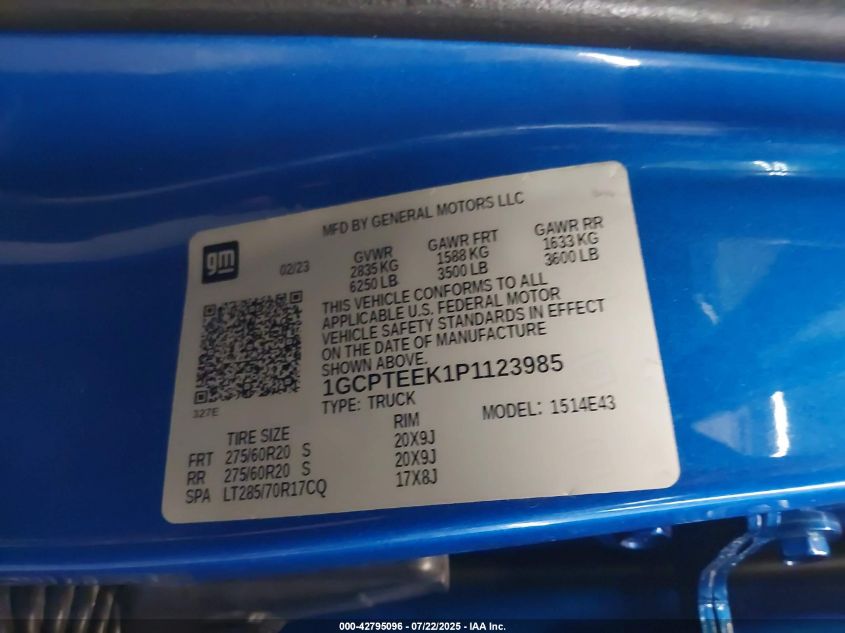 MFD BY GENERAL MOTORS LLC
gm
02/23
GVWR GAWR FRT GAWR RR
2835 KG 1588 KG 1633 KG
6250 LB 3500 LB 3600 LB
THIS VEHICLE CONFORMS TO ALL
APPLICABLE U.S. FEDERAL MOTOR
VEHICLE SAFETY STANDARDS IN EFFECT
ON THE DATE OF MANUFACTURE
SHOWN ABOVE.
1GCPTEEK1P1123985
327E
TYPE: TRUCK MODEL: 1514E43
TIRE SIZE RIM
FRT 275/60R20 S 20X9J
RR 275/60R20 S 20X9J
SPA LT285/70R17CQ 17X8J
000-42795096 - 07/22/2025 - IAA Inc.